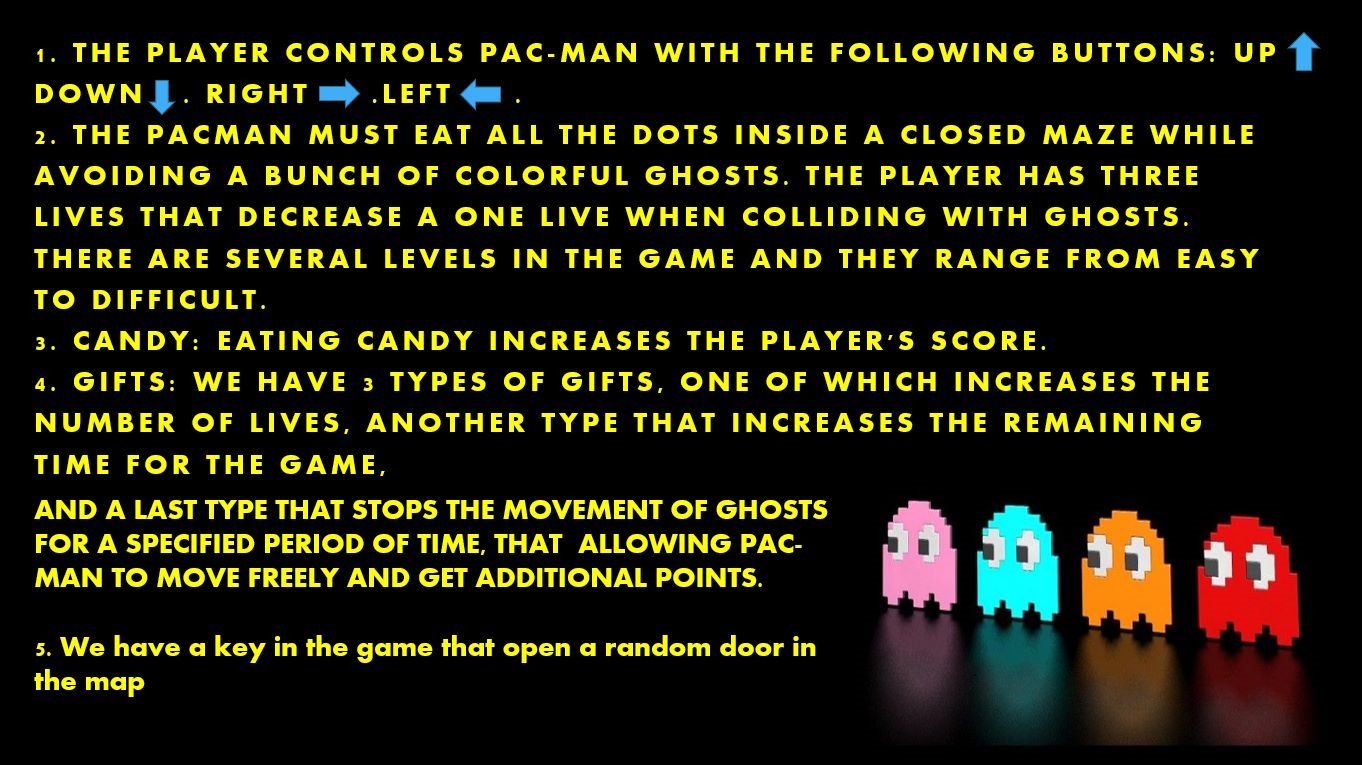 1. THE PLAYER CONTROLS PAC-MAN WITH THE FOLLOWING BUTTONS: UP
DOWN . RIGHT .LEFT .
2. THE PACMAN MUST EAT ALL THE DOTS INSIDE A CLOSED MAZE WHILE
AVOIDING A BUNCH OF COLORFUL GHOSTS. THE PLAYER HAS THREE
LIVES THAT DECREASE A ONE LIVE WHEN COLLIDING WITH GHOSTS.
THERE ARE SEVERAL LEVELS IN THE GAME AND THEY RANGE FROM EASY
TO DIFFICULT.
3. CANDY: EATING CANDY INCREASES THE PLAYER'S SCORE.
4. GIFTS: WE HAVE 3 TYPES OF GIFTS, ONE OF WHICH INCREASES THE
NUMBER OF LIVES, ANOTHER TYPE THAT INCREASES THE REMAINING
TIME FOR THE GAME,
AND A LAST TYPE THAT STOPS THE MOVEMENT OF GHOSTS
FOR A SPECIFIED PERIOD OF TIME, THAT ALLOWING PAC-
MAN TO MOVE FREELY AND GET ADDITIONAL POINTS.
5. We have a key in the game that open a random door in
the map